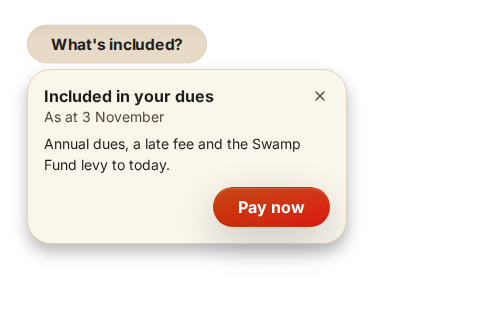 What's included?
Included in your dues
As at 3 November
Annual dues, a late fee and the Swamp
Fund levy to today.
Pay now